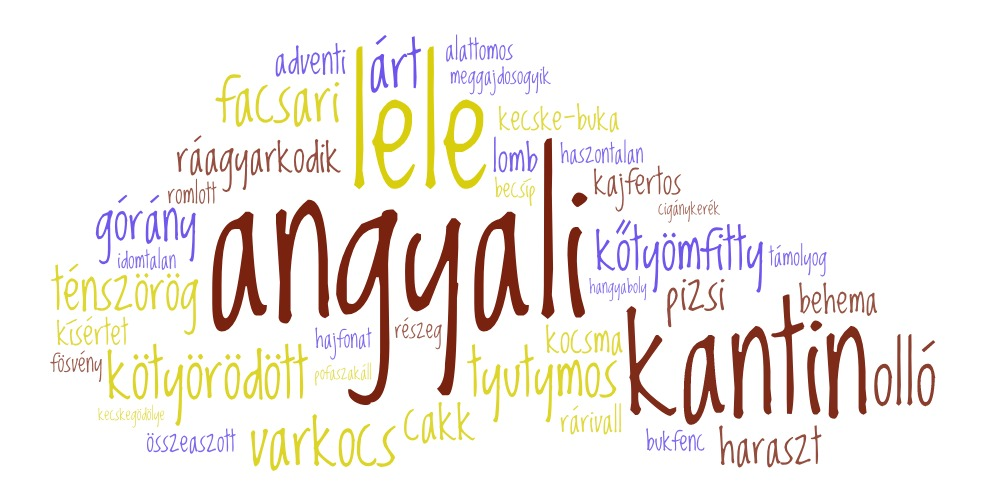 adventi
árt
alattomos
meggajdosogyik
facsari
lele
kecske-buka
ráagyarkodik
lomb
haszontalan
romlott
becsíp
kajfertos
cigánykerék
górány
angyali
idomtalan
kőtyömfitty
támolyog
ténszörög
hangyaboly
pizsi
behema
kísértet
hajfonat
részeg
kocsma
kantin
fösvény
kötyörödött
pofaszakáll
tyutymos
olló
kecskegödölye
összeaszott
varkocs
cakk
rárivall
bukfenc
haraszt